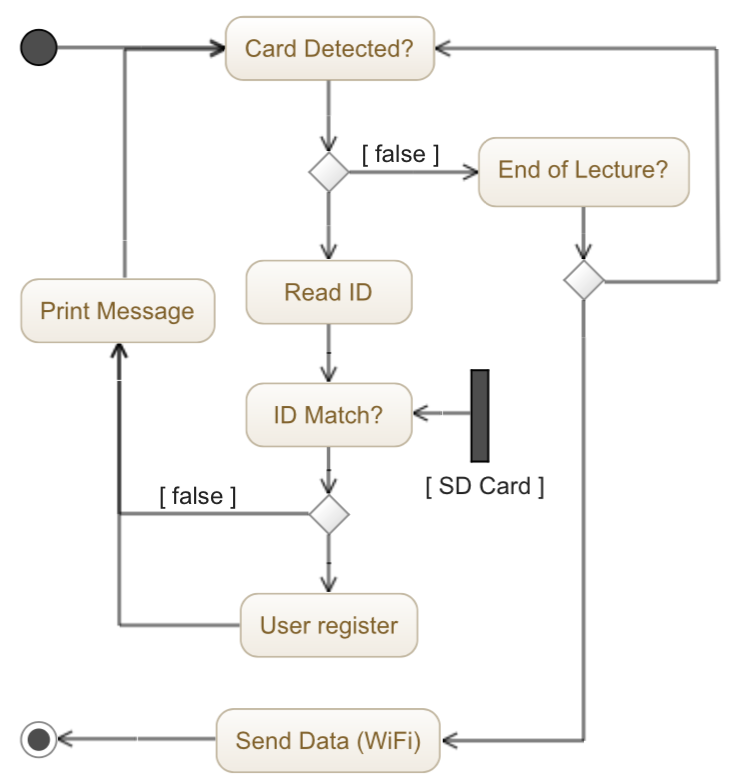 Card Detected?
[ false ]
End of Lecture?
Read ID
Print Message
ID Match?
[ SD Card ]
[ false ]
User register
Send Data (WiFi)